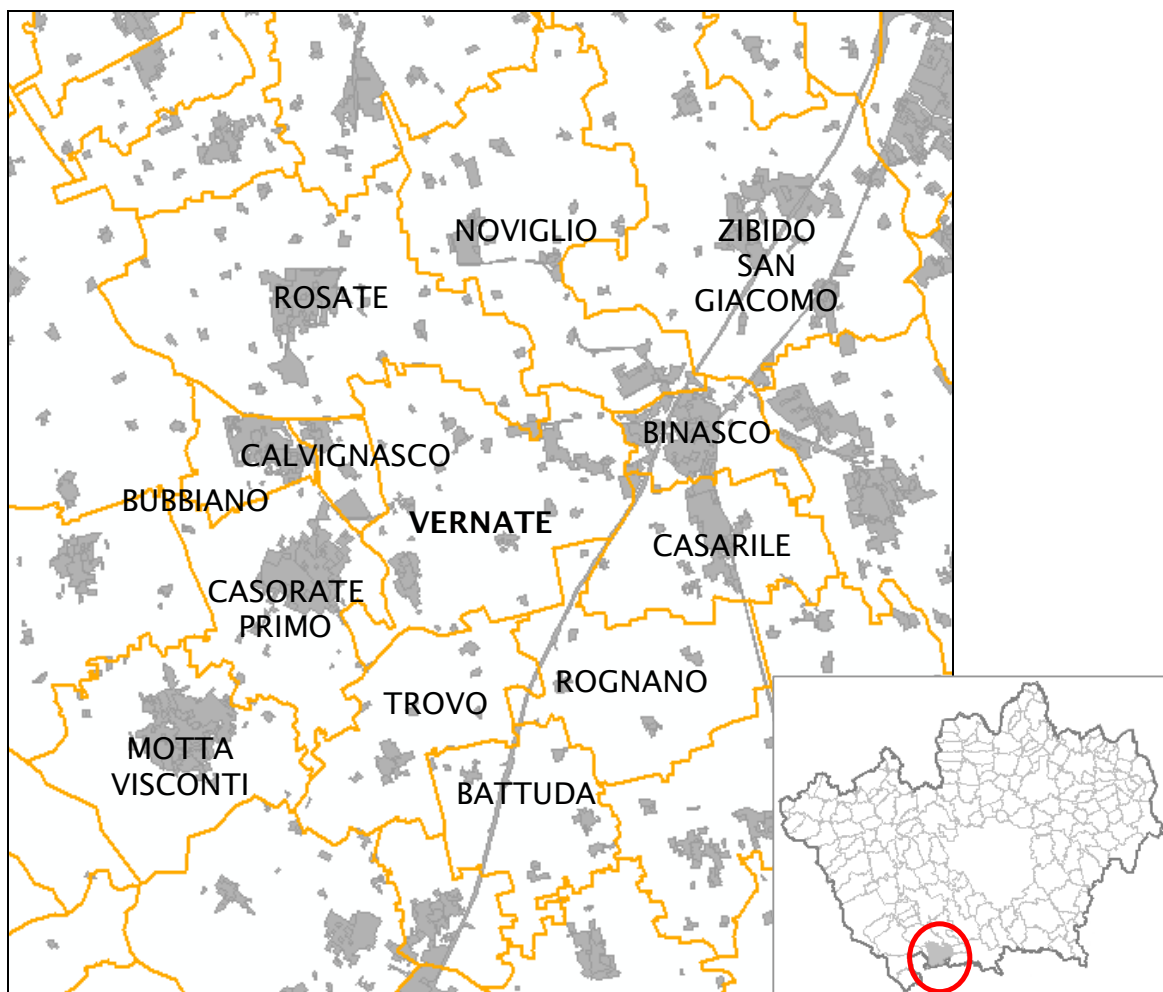 NOVIGLIO
ZIBIDO
SAN
GIACOMO
ROSATE
BINASCO
CALVIGNASCO
BUBBIANO
VERNATE
CASARILE
CASORATE
PRIMO
ROGNANO
TROVO
MOTTA
VISCONTI
BATTUDA